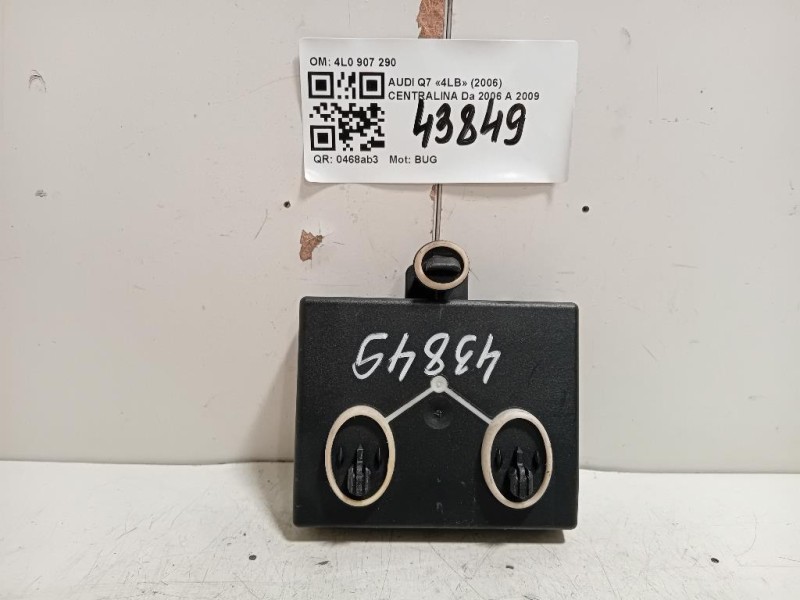 OM: 4L0 907 290
AUDI Q7 «4LB» (2006)
CENTRALINA Da 2006 A 2009
43849
QR: 0468ab3 Mot: BUG
43849